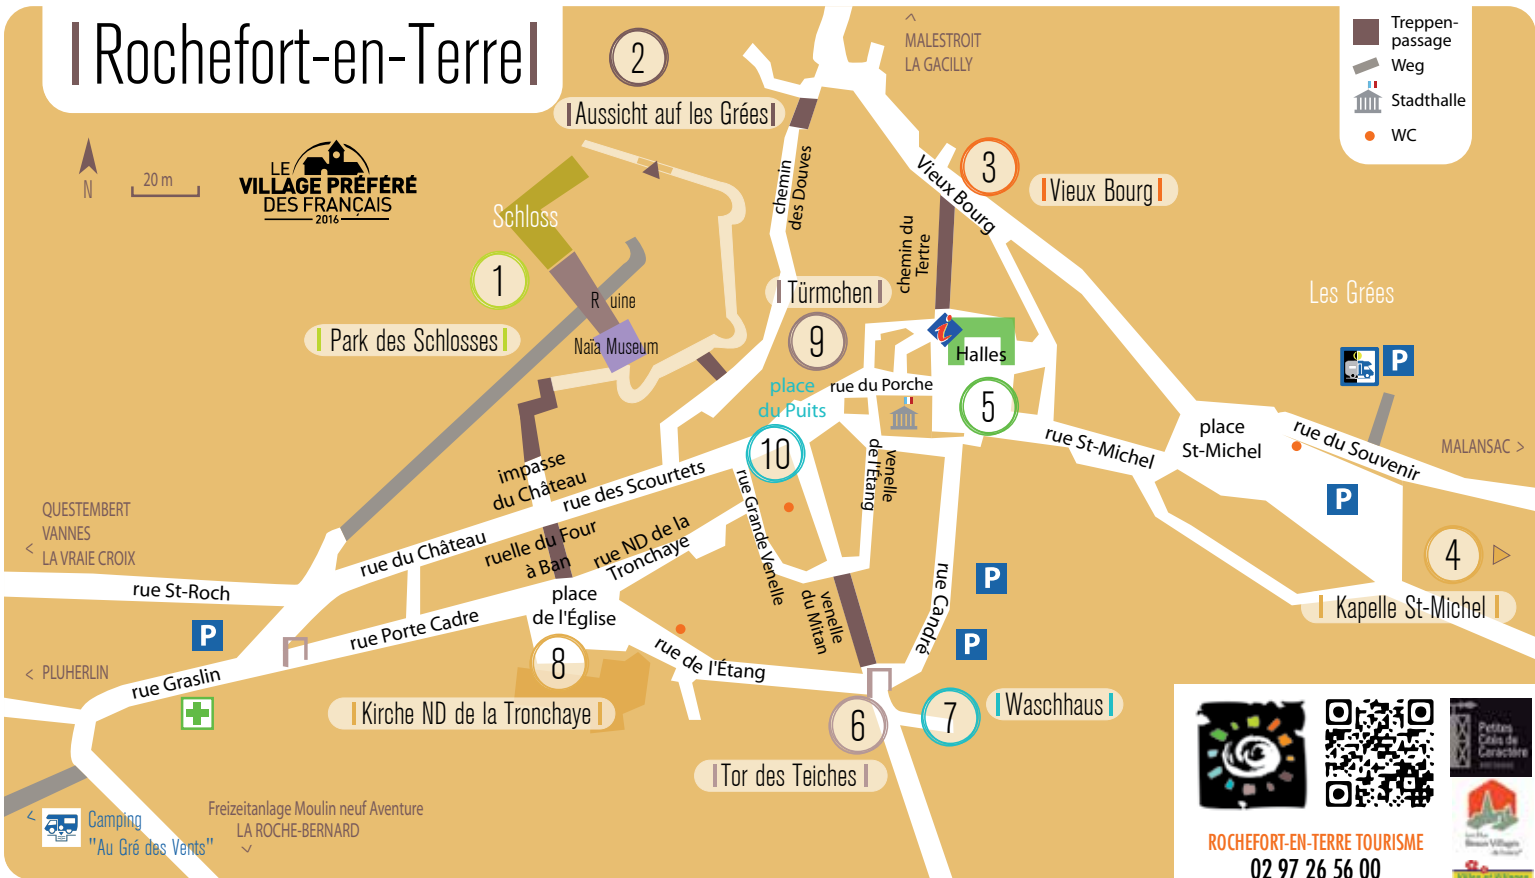 Rochefort-en-Terre
N
20 m
LE
VILLAGE PRÉFÉRÉ
DES FRANÇAIS
2016
2
Aussicht auf les Grées
MALESTROIT
LA GACILLY
Treppen-
passage
Weg
Stadthalle
WC
3
Vieux Bourg
Vieux Bourg
chemin
des Douves
chemin du
Tertre
Schloss
1
Park des Schlosses
R uine
Naïa Museum
Türmchen
9
i
Halles
5
place
du Puits
10
rue du Porche
Les Grées
P
rue St-Michel
place
St-Michel
rue du Souvenir
MALANSAC >
P
4
Kapelle St-Michel
impasse
du Château
rue des Scourtets
rue du Château
ruelle du Four
à Ban
rue ND de la
Tronchaye
rue Grande Venelle
venelle
de l'Étang
venelle
du Mitan
rue Candré
P
P
QUESTEMBERT
VANNES
< LA VRAIE CROIX
rue St-Roch
P
place
de l'Église
rue Porte Cadre
8
rue de l'Étang
< PLUHERLIN
rue Graslin
Kirche ND de la Tronchaye
6
Tor des Teiches
7
Waschhaus
Camping
"Au Gré des Vents"
Freizeitanlage Moulin neuf Aventure
LA ROCHE-BERNARD
Petites
Cités de
Caractère
ROCHEFORT-EN-TERRE TOURISME
02 97 26 56 00